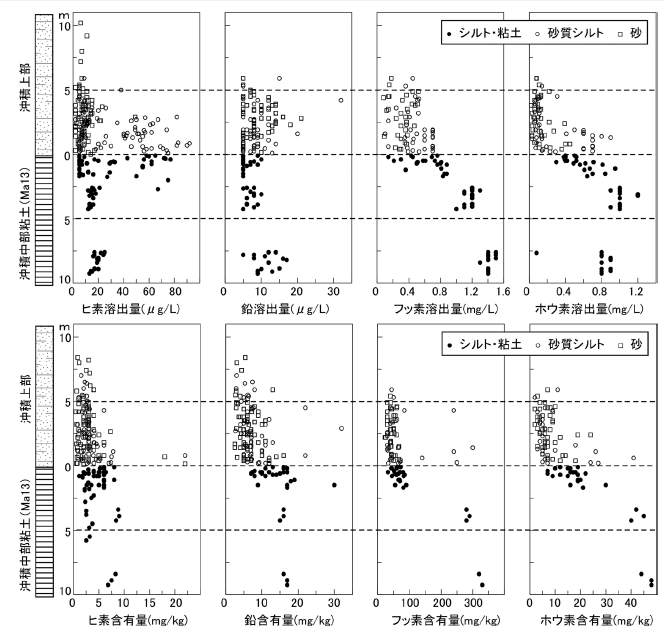 m
10
5
0
5
10
沖積上部
沖積中部粘土(Ma13)
● シルト・粘土 ○ 砂質シルト □ 砂
0 20 40 60 80 100
0 10 20 30 40
0 0.4 0.8 1.2 1.6
0 0.4 0.8 1.2
ヒ素溶出量(μg/L)
鉛溶出量(μg/L)
フッ素溶出量(mg/L)
ホウ素溶出量(mg/L)
m
10
5
0
5
10
沖積上部
沖積中部粘土(Ma13)
● シルト・粘土 ○ 砂質シルト □ 砂
0 5 10 15 20 25
0 10 20 30
0 100 200 300 400
0 10 20 30 40
ヒ素含有量(mg/kg)
鉛含有量(mg/kg)
フッ素含有量(mg/kg)
ホウ素含有量(mg/kg)